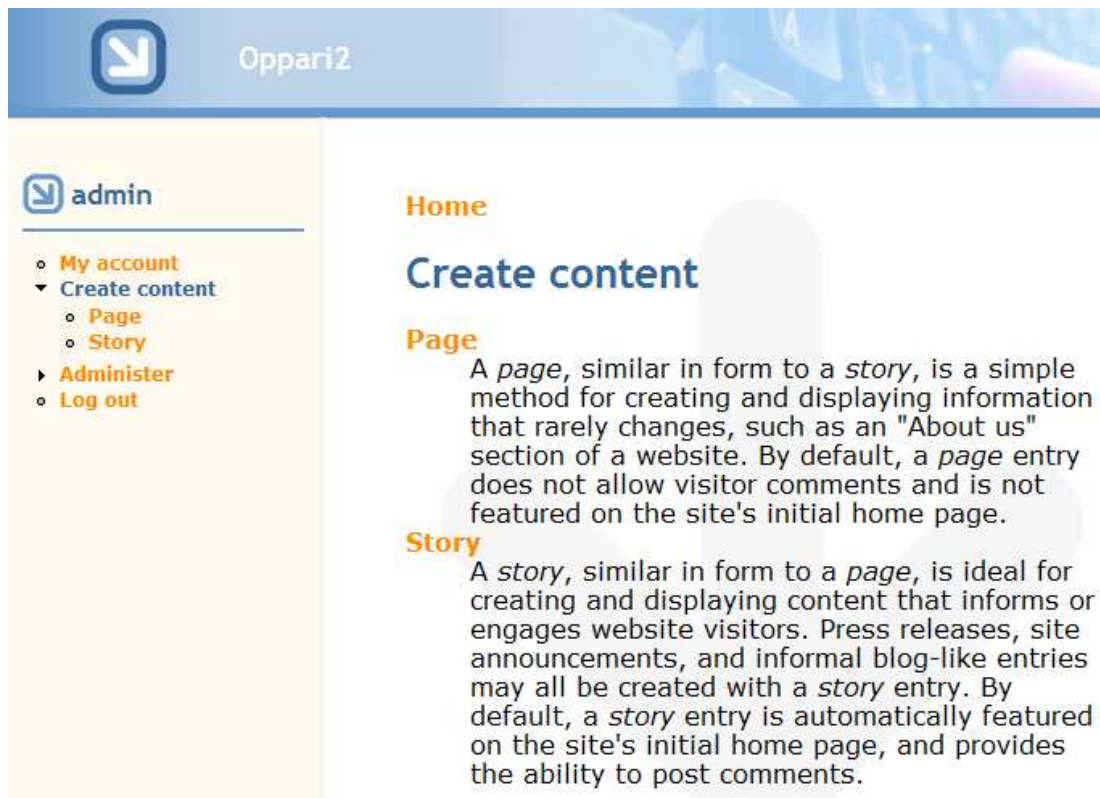 Oppari2
admin
My account
Create content
Page
Story
Administer
Log out
Home
Create content
Page
A page, similar in form to a story, is a simple
method for creating and displaying information
that rarely changes, such as an "About us"
section of a website. By default, a page entry
does not allow visitor comments and is not
featured on the site's initial home page.
Story
A story, similar in form to a page, is ideal for
creating and displaying content that informs or
engages website visitors. Press releases, site
announcements, and informal blog-like entries
may all be created with a story entry. By
default, a story entry is automatically featured
on the site's initial home page, and provides
the ability to post comments.